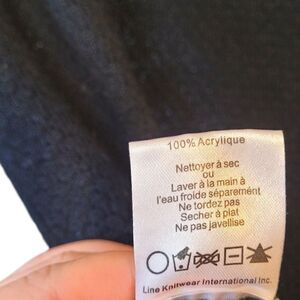 100% Acrylique
Nettoyer à sec
ou
Laver à la main à
l'eau froide séparément
Ne tordez pas
Secher à plat
Ne pas javellise
Line Knitwear International Inc.